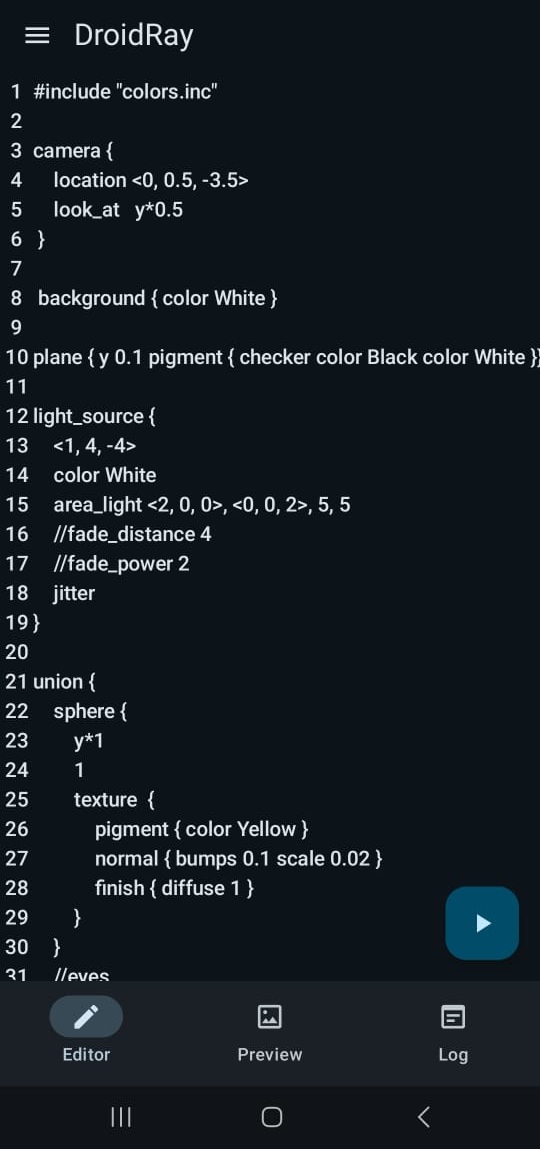 DroidRay
1 #include "colors.inc"
2
3 camera {
4 location <0, 0.5, -3.5>
5 look_at y*0.5
6 }
7
8 background { color White }
9
10 plane { y 0.1 pigment { checker color Black color White }}
11
12 light_source {
13 <1, 4, -4>
14 color White
15 area_light <2, 0, 0>, <0, 0, 2>, 5, 5
16 //fade_distance 4
17 //fade_power 2
18 jitter
19 }
20
21 union {
22 sphere {
23 y*1
24 1
25 texture {
26 pigment { color Yellow }
27 normal { bumps 0.1 scale 0.02 }
28 finish { diffuse 1 }
29 }
30 }
31 //eyes
Editor Preview Log